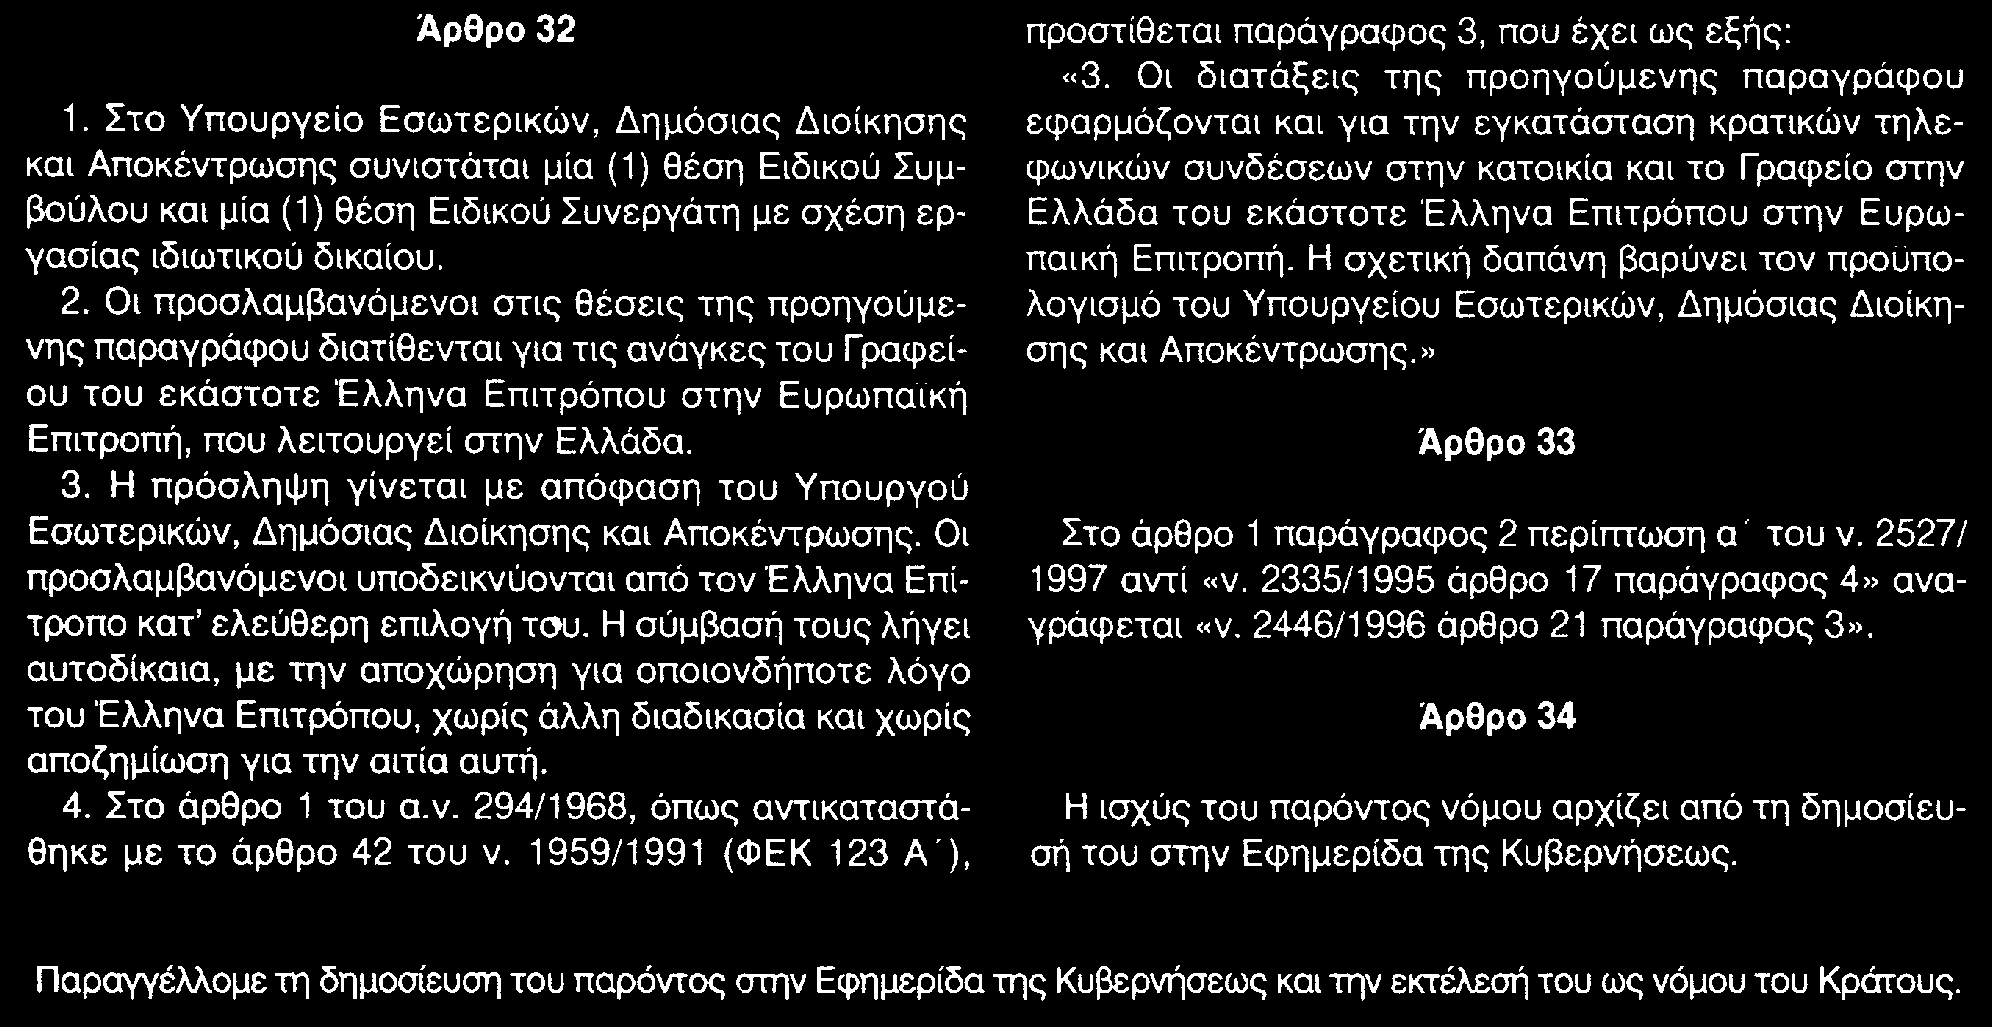 Άρθρο 32
1. Στο Υπουργείο Εσωτερικών, Δημόσιας Διοίκησης
και Αποκέντρωσης συνιστάται μία (1) θέση Ειδικού Συμ-
βούλου και μία (1) θέση Ειδικού Συνεργάτη με σχέση ερ-
γασίας ιδιωτικού δικαίου.
2. Οι προσλαμβανόμενοι στις θέσεις της προηγούμε-
νης παραγράφου διατίθενται για τις ανάγκες του Γραφεί-
ου του εκάστοτε Έλληνα Επιτρόπου στην Ευρωπαϊκή
Επιτροπή, που λειτουργεί στην Ελλάδα.
3. Η πρόσληψη γίνεται με απόφαση του Υπουργού
Εσωτερικών, Δημόσιας Διοίκησης και Αποκέντρωσης. Οι
προσλαμβανόμενοι υποδεικνύονται από τον Έλληνα Επί-
τροπο κατ’ ελεύθερη επιλογή του. Η σύμβασή τους λήγει
αυτοδίκαια, με την αποχώρηση για οποιονδήποτε λόγο
του Έλληνα Επιτρόπου, χωρίς άλλη διαδικασία και χωρίς
αποζημίωση για την αιτία αυτή.
4. Στο άρθρο 1 του α.ν. 294/1968, όπως αντικαταστά-
θηκε με το άρθρο 42 του ν. 1959/1991 (ΦΕΚ 123 Α΄),
προστίθεται παράγραφος 3, που έχει ως εξής:
«3. Οι διατάξεις της προηγούμενης παραγράφου
εφαρμόζονται και για την εγκατάσταση κρατικών τηλε-
φωνικών συνδέσεων στην κατοικία και το Γραφείο στην
Ελλάδα του εκάστοτε Έλληνα Επιτρόπου στην Ευρω-
παική Επιτροπή. Η σχετική δαπάνη βαρύνει τον προϋπο-
λογισμό του Υπουργείου Εσωτερικών, Δημόσιας Διοίκη-
σης και Αποκέντρωσης.»
Άρθρο 33
Στο άρθρο 1 παράγραφος 2 περίπτωση α΄ του ν. 2527/
1997 αντί «ν. 2335/1995 άρθρο 17 παράγραφος 4» ανα-
γράφεται «ν. 2446/1996 άρθρο 21 παράγραφος 3».
Άρθρο 34
Η ισχύς του παρόντος νόμου αρχίζει από τη δημοσίευ-
σή του στην Εφημερίδα της Κυβερνήσεως.
Παραγγέλλομε τη δημοσίευση του παρόντος στην Εφημερίδα της Κυβερνήσεως και την εκτέλεσή του ως νόμου του Κράτους.